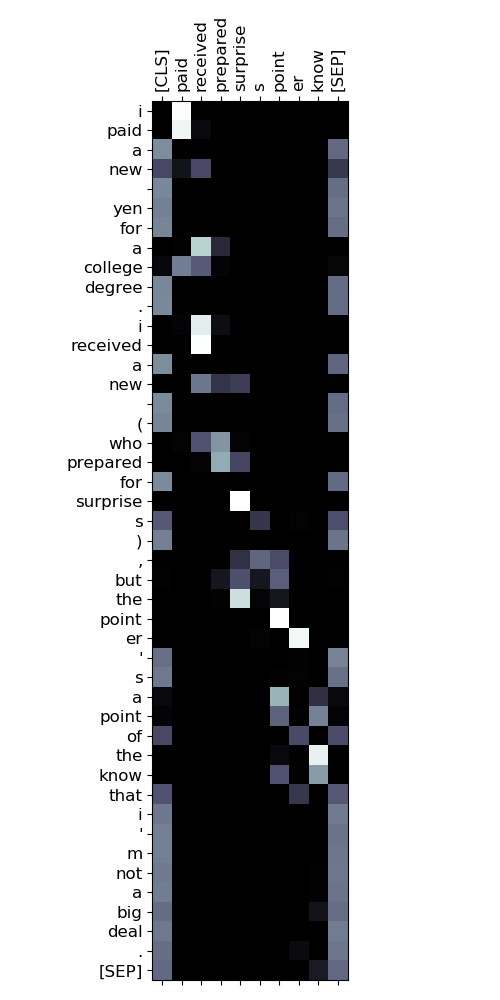 [CLS] paid received prepared surprise s point er know [SEP]
i
paid
a
new
yen
for
a
college
degree
.
i
received
a
new
(
who
prepared
for
surprise
s
)
,
but
the
point
er
'
s
a
point
of
the
know
that
i
'
m
not
a
big
deal
.
[SEP]